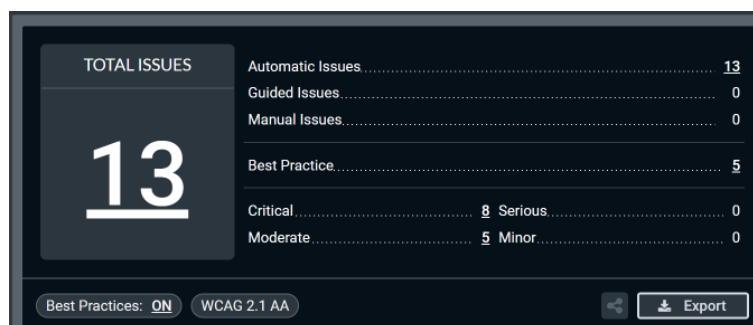 TOTAL ISSUES
13
Automatic Issues 13
Guided Issues 0
Manual Issues 0
Best Practice 5
Critical 8 Serious 0
Moderate 5 Minor 0
Best Practices: ON WCAG 2.1 AA Export